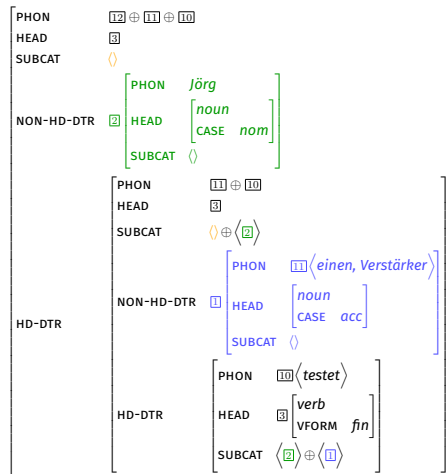 PHON 12 ⊕ 11 ⊕ 10
HEAD 3
SUBCAT ⟨⟩
PHON Jörg
noun
NON-HD-DTR 2 HEAD
CASE nom
SUBCAT ⟨⟩
PHON 11 ⊕ 10
HEAD 3
SUBCAT ⟨⟩ ⊕ ⟨2⟩
PHON 11 ⟨einen, Verstärker⟩
noun
NON-HD-DTR 1 HEAD
CASE acc
SUBCAT ⟨⟩
HD-DTR
PHON 10 ⟨testet⟩
verb
HD-DTR HEAD 3
VFORM fin
SUBCAT ⟨2⟩ ⊕ ⟨1⟩